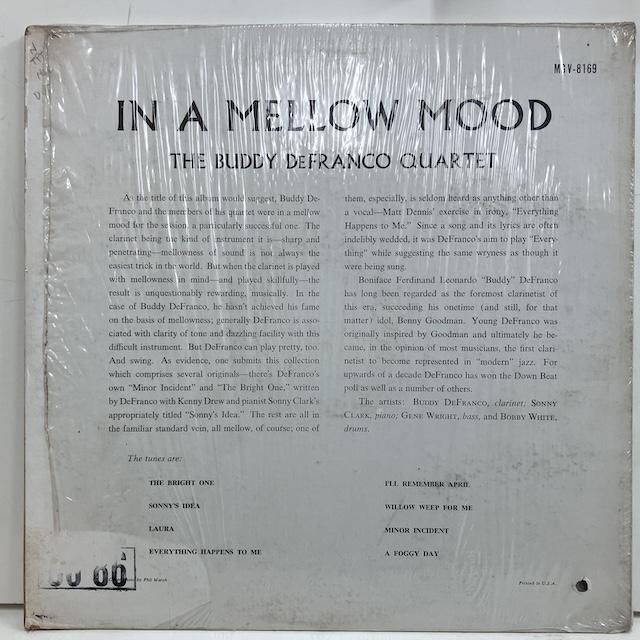 MGV-8169
IN A MELLOW MOOD
THE BUDDY DeFRANCO QUARTET
As the title of this album would suggest, Buddy De-
Franco and the members of his quartet were in a mellow
mood for the session, a particularly successful one. The
clarinet being the kind of instrument it is—sharp and
penetrating—mellowness of sound is not always the
easiest trick in the world. But when the clarinet is played
with mellowness in mind—and played skillfully—the
result is unquestionably rewarding, musically. In the
case of Buddy DeFranco, he hasn't achieved his fame
on the basis of mellowness; generally DeFranco is asso-
ciated with clarity of tone and dazzling facility with this
difficult instrument. But DeFranco can play pretty, too.
And swing. As evidence, one submits this collection
which comprises several originals—there's DeFranco's
own "Minor Incident" and "The Bright One," written
by DeFranco with Kenny Drew and pianist Sonny Clark's
appropriately titled "Sonny's Idea." The rest are all in
the familiar standard vein, all mellow, of course; one of
them, especially, is seldom heard as anything other than
a vocal—Matt Dennis' exercise in irony, "Everything
Happens to Me." Since a song and its lyrics are often
indelibly wedded, it was DeFranco's aim to play "Every-
thing" while suggesting the same wryness as though it
were being sung.
Boniface Ferdinand Leonardo "Buddy" DeFranco
has long been regarded as the foremost clarinetist of
this era, succeeding his onetime (and still, for that
matter) idol, Benny Goodman. Young DeFranco was
originally inspired by Goodman and ultimately he be-
came, in the opinion of most musicians, the first clari-
netist to become represented in "modern" jazz. For
upwards of a decade DeFranco has won the Down Beat
poll as well as a number of others.
The artists: BUDDY DEFRANCO, clarinet; SONNY
CLARK, piano; GENE WRIGHT, bass, and BOBBY WHITE,
drums.
The tunes are:
THE BRIGHT ONE
SONNY'S IDEA
LAURA
EVERYTHING HAPPENS TO ME
I'LL REMEMBER APRIL
WILLOW WEEP FOR ME
MINOR INCIDENT
A FOGGY DAY
by Phil Marsh
Printed in U.S.A.